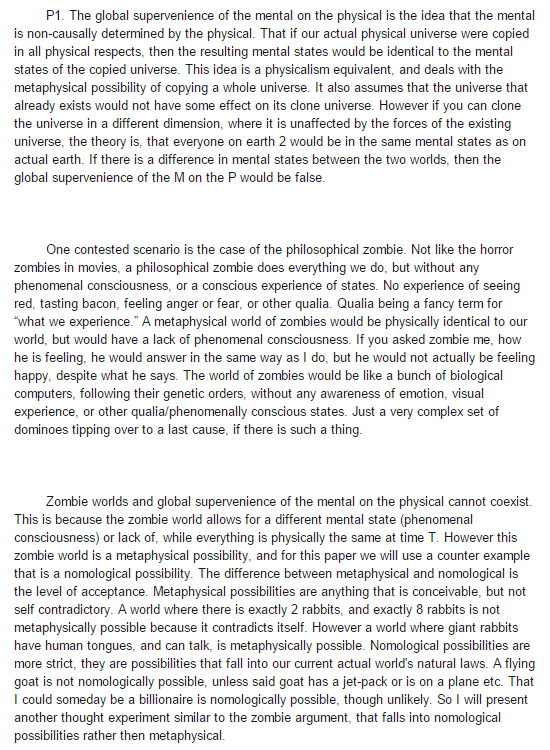 P1. The global supervenience of the mental on the physical is the idea that the mental
is non-causally determined by the physical. That if our actual physical universe were copied
in all physical respects, then the resulting mental states would be identical to the mental
states of the copied universe. This idea is a physicalism equivalent, and deals with the
metaphysical possibility of copying a whole universe. It also assumes that the universe that
already exists would not have some effect on its clone universe. However if you can clone
the universe in a different dimension, where it is unaffected by the forces of the existing
universe, the theory is, that everyone on earth 2 would be in the same mental states as on
actual earth. If there is a difference in mental states between the two worlds, then the
global supervenience of the M on the P would be false.
One contested scenario is the case of the philosophical zombie. Not like the horror
zombies in movies, a philosophical zombie does everything we do, but without any
phenomenal consciousness, or a conscious experience of states. No experience of seeing
red, tasting bacon, feeling anger or fear, or other qualia. Qualia being a fancy term for
“what we experience.” A metaphysical world of zombies would be physically identical to our
world, but would have a lack of phenomenal consciousness. If you asked zombie me, how
he is feeling, he would answer in the same way as I do, but he would not actually be feeling
happy, despite what he says. The world of zombies would be like a bunch of biological
computers, following their genetic orders, without any awareness of emotion, visual
experience, or other qualia/phenomenally conscious states. Just a very complex set of
dominoes tipping over to a last cause, if there is such a thing.
Zombie worlds and global supervenience of the mental on the physical cannot coexist.
This is because the zombie world allows for a different mental state (phenomenal
consciousness) or lack of, while everything is physically the same at time T. However this
zombie world is a metaphysical possibility, and for this paper we will use a counter example
that is a nomological possibility. The difference between metaphysical and nomological is
the level of acceptance. Metaphysical possibilities are anything that is conceivable, but not
self contradictory. A world where there is exactly 2 rabbits, and exactly 8 rabbits is not
metaphysically possible because it contradicts itself. However a world where giant rabbits
have human tongues, and can talk, is metaphysically possible. Nomological possibilities are
more strict, they are possibilities that fall into our current actual world's natural laws. A flying
goat is not nomologically possible, unless said goat has a jet-pack or is on a plane etc. That
I could someday be a billionaire is nomologically possible, though unlikely. So I will present
another thought experiment similar to the zombie argument, that falls into nomological
possibilities rather then metaphysical.